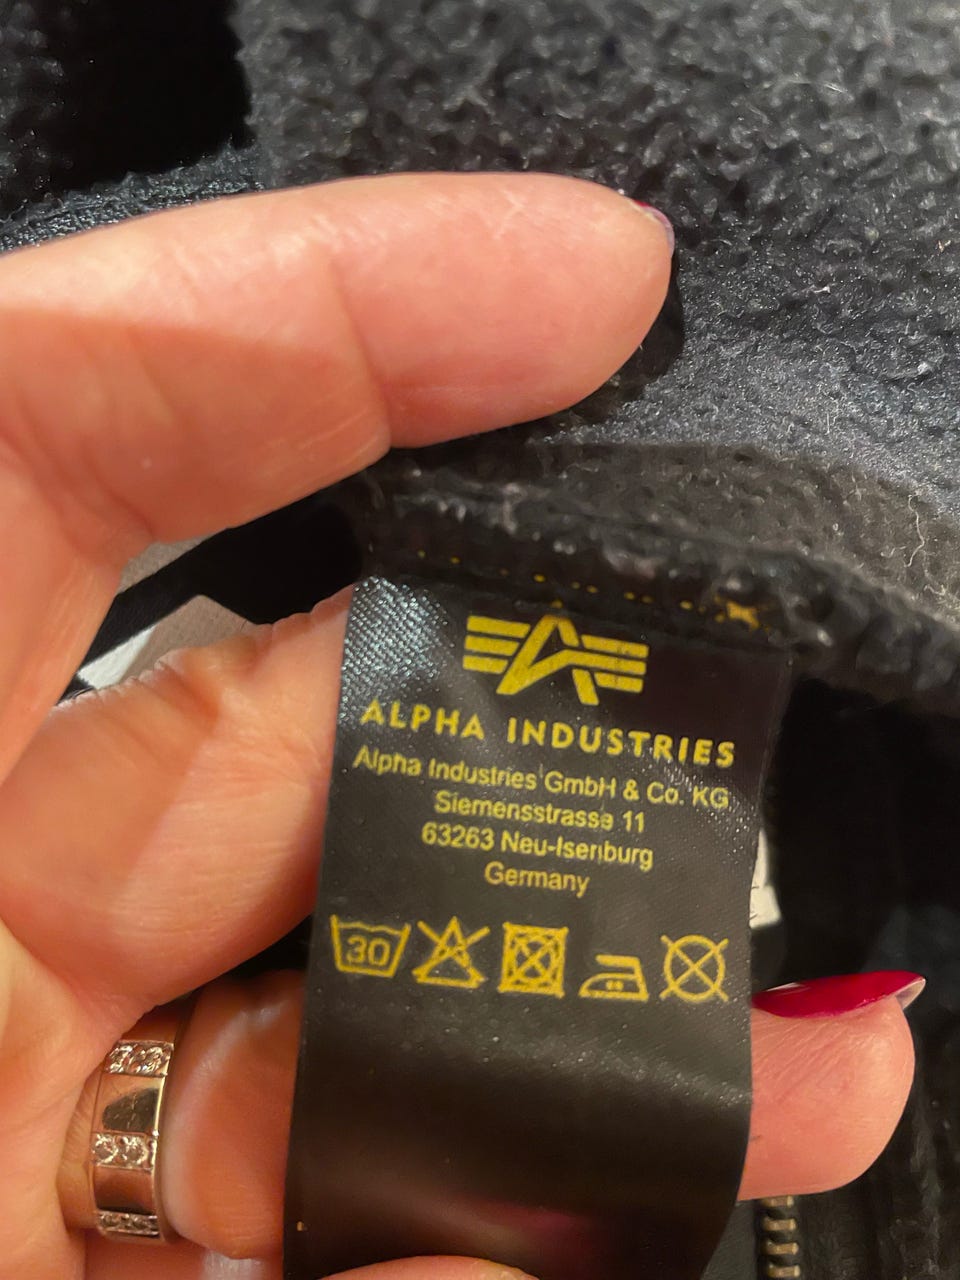 ALPHA INDUSTRIES
Alpha Industries GmbH & Co. KG
Siemensstrasse 11
63263 Neu-Isenburg
Germany
30